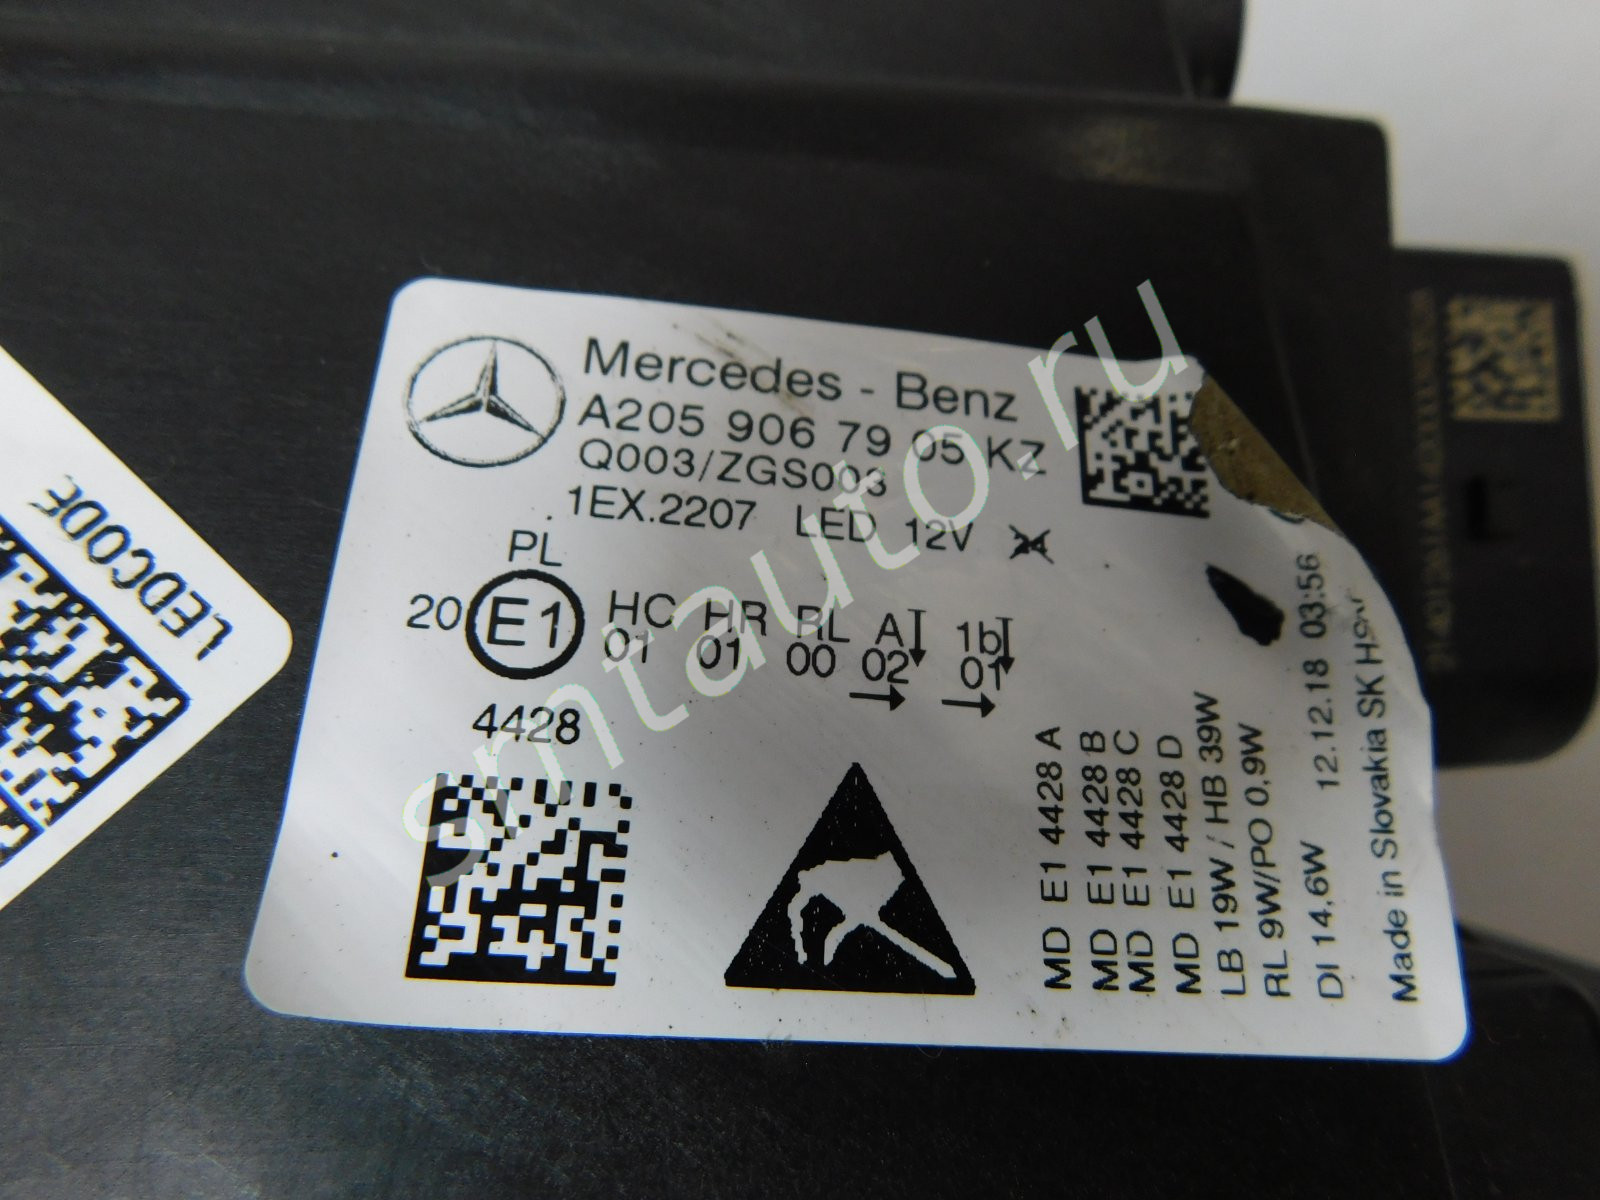 Mercedes - Benz
A205 906 79 05 KZ
Q003/ZGS003
1EX.2207 LED 12V
PL
20 E1 HC HR RL A 1b
01 01 00 02 01
4428
MD E1 4428 A
MD E1 4428 B
MD E1 4428 C
MD E1 4428 D
LB 19W / HB 39W
RL 9W/PO 0.9W
DI 14,6W 12.12.18 03:56
Made in Slovakia SK
LEDCODE
smtauto.ru